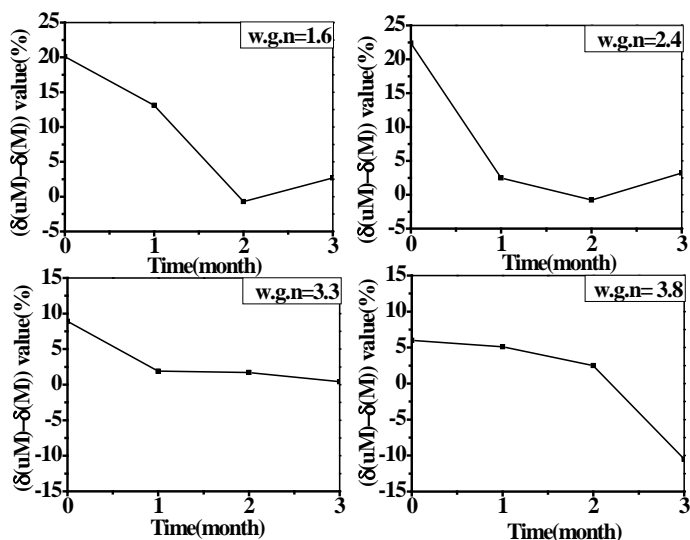 w.g.n=1.6
(δ(uM)−δ(M)) value(%)
25
20
15
10
5
0
-5
0 1 2 3
Time(month)
w.g.n=2.4
(δ(uM)−δ(M)) value(%)
25
20
15
10
5
0
-5
0 1 2 3
Time(month)
w.g.n=3.3
(δ(uM)−δ(M)) value(%)
15
10
5
0
-5
-10
-15
0 1 2 3
Time(month)
w.g.n= 3.8
(δ(uM)−δ(M)) value(%)
15
10
5
0
-5
-10
-15
0 1 2 3
Time(month)